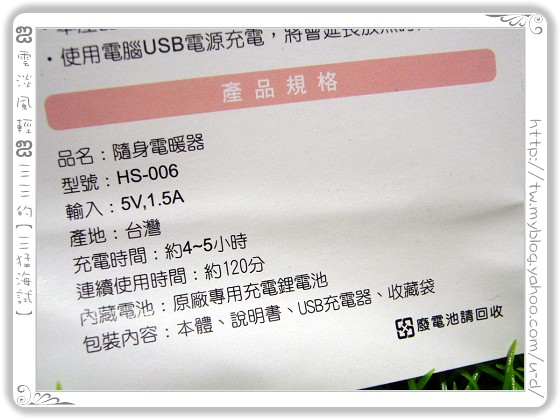 ・使用電腦USB電源充電，將會延長
產品規格
品名：隨身電暖器
型號：HS-006
輸入：5V,1.5A
產地：台灣
充電時間：約4~5小時
連續使用時間：約120分
內藏電池：原廠專用充電鋰電池
包裝內容：本體、說明書、USB充電器、收藏袋
廢電池請回收
雲淡風輕
三三三的【三猛海試】
http://tw.myblog.yahoo.com/u-d/